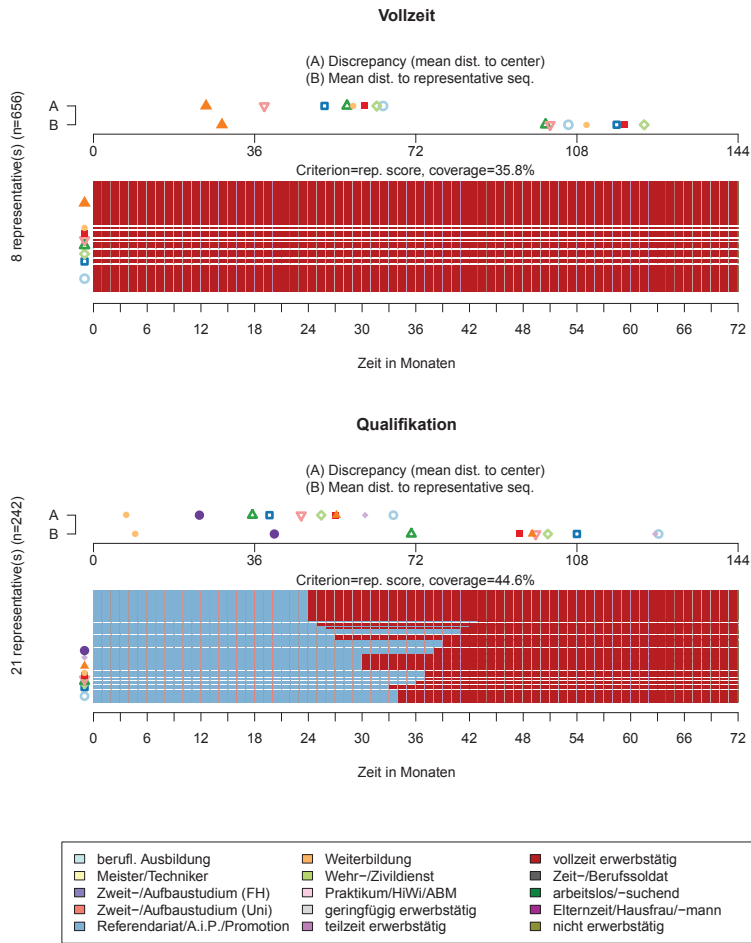 Vollzeit
(A) Discrepancy (mean dist. to center)
(B) Mean dist. to representative seq.
A
B
0 36 72 108 144
Criterion=rep. score, coverage=35.8%
8 representative(s) (n=656)
0 6 12 18 24 30 36 42 48 54 60 66 72
Zeit in Monaten
Qualifikation
(A) Discrepancy (mean dist. to center)
(B) Mean dist. to representative seq.
A
B
0 36 72 108 144
Criterion=rep. score, coverage=44.6%
21 representative(s) (n=242)
0 6 12 18 24 30 36 42 48 54 60 66 72
Zeit in Monaten
berufl. Ausbildung
Meister/Techniker
Zweit−/Aufbaustudium (FH)
Zweit−/Aufbaustudium (Uni)
Referendariat/A.i.P./Promotion
Weiterbildung
Wehr−/Zivildienst
Praktikum/HiWi/ABM
geringfügig erwerbstätig
teilzeit erwerbstätig
vollzeit erwerbstätig
Zeit−/Berufssoldat
arbeitslos/−suchend
Elternzeit/Hausfrau/−mann
nicht erwerbstätig